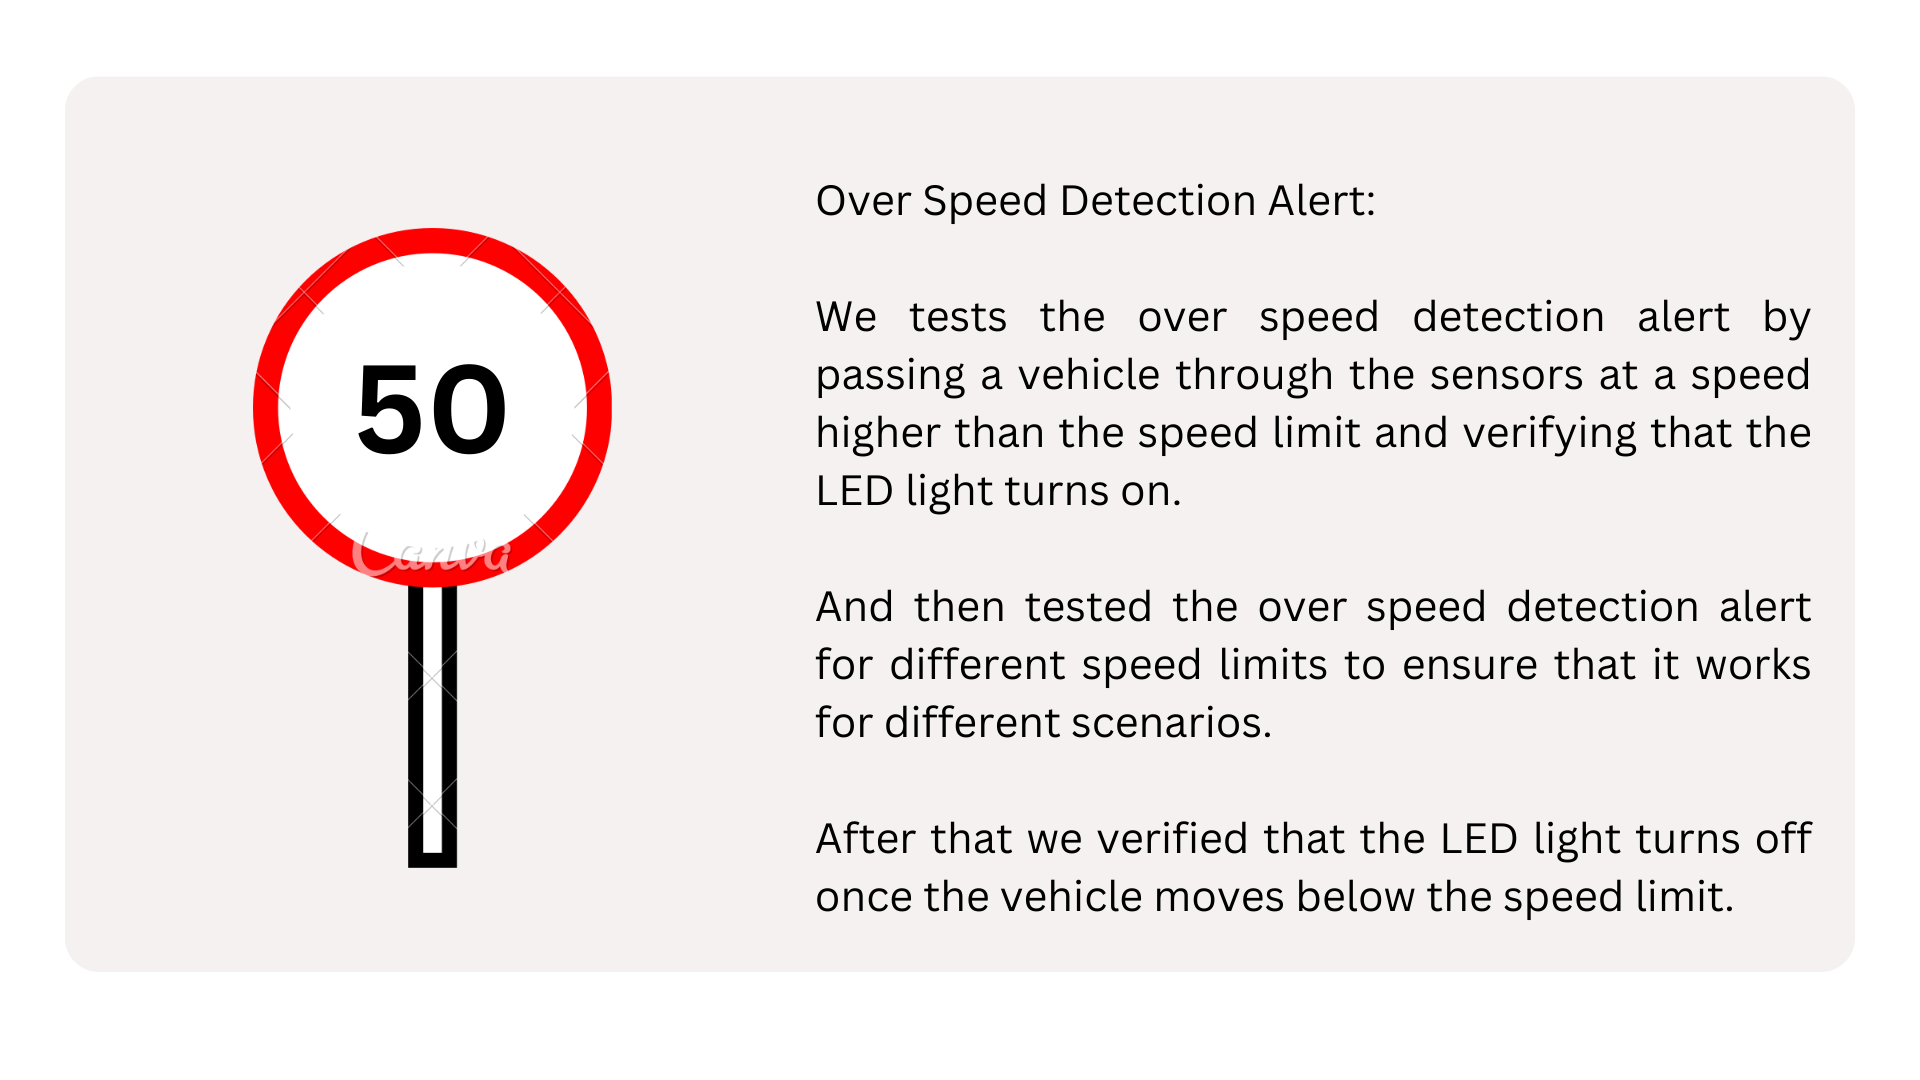 50
Canva
Over Speed Detection Alert:
We tests the over speed detection alert by
passing a vehicle through the sensors at a speed
higher than the speed limit and verifying that the
LED light turns on.
And then tested the over speed detection alert
for different speed limits to ensure that it works
for different scenarios.
After that we verified that the LED light turns off
once the vehicle moves below the speed limit.